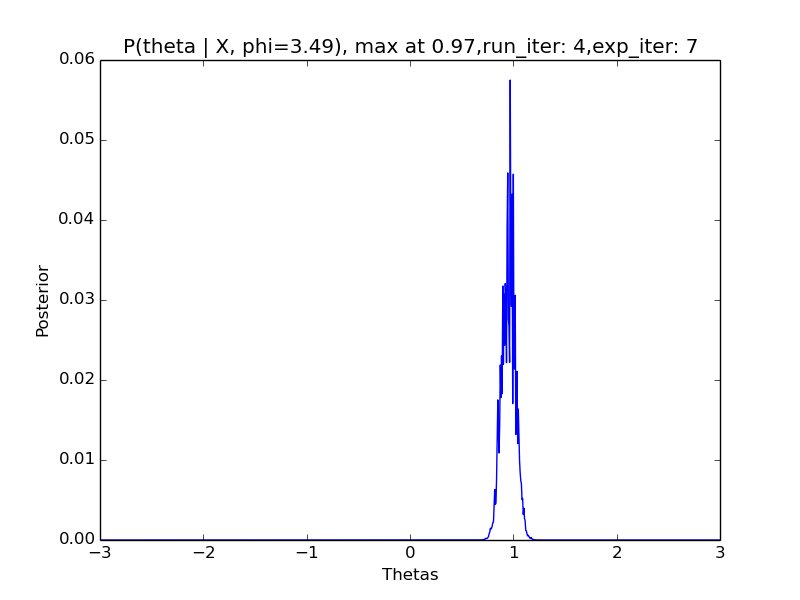 P(theta | X, phi=3.49), max at 0.97,run_iter: 4,exp_iter: 7
0.06
0.05
0.04
0.03
0.02
0.01
0.00
Posterior
−3 −2 −1 0 1 2 3
Thetas